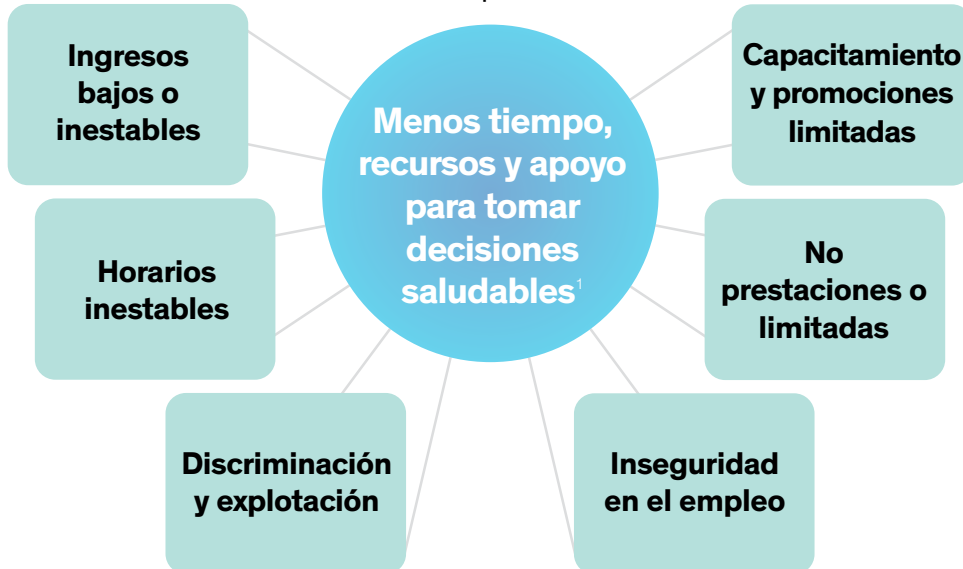 Ingresos
bajos o
inestables
Menos tiempo,
recursos y apoyo
para tomar
decisiones
saludables¹
Capacitamiento
y promociones
limitadas
Horarios
inestables
No
prestaciones o
limitadas
Discriminación
y explotación
Inseguridad
en el empleo